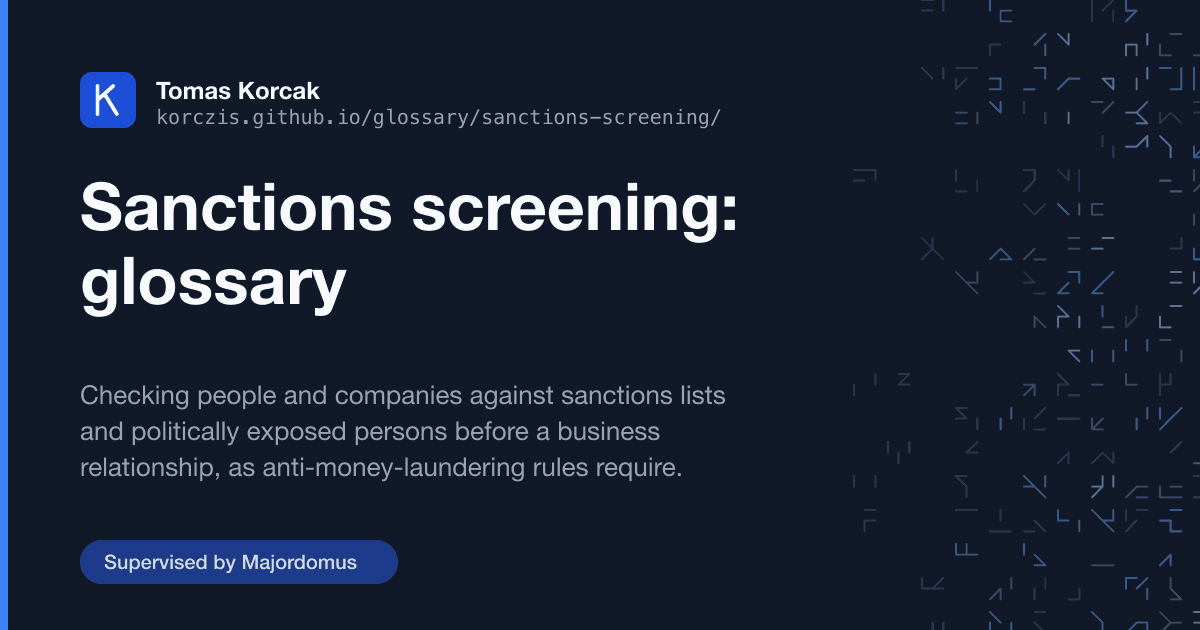 K
Tomas Korcak
korczis.github.io/glossary/sanctions-screening/
Sanctions screening:
glossary
Checking people and companies against sanctions lists
and politically exposed persons before a business
relationship, as anti-money-laundering rules require.
Supervised by Majordomus